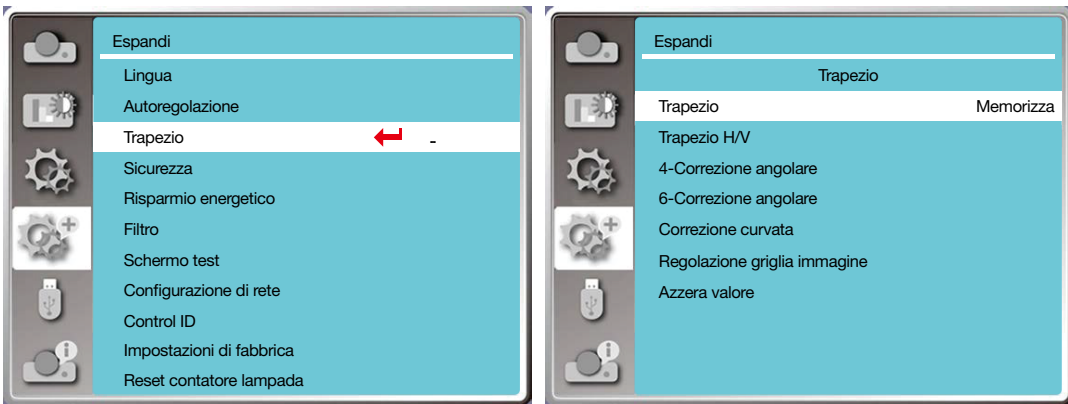 Espandi
Lingua
Autoregolazione
Trapezio -
Sicurezza
Risparmio energetico
Filtro
Schermo test
Configurazione di rete
Control ID
Impostazioni di fabbrica
Reset contatore lampada
Espandi
Trapezio
Trapezio Memorizza
Trapezio H/V
4-Correzione angolare
6-Correzione angolare
Correzione curvata
Regolazione griglia immagine
Azzera valore